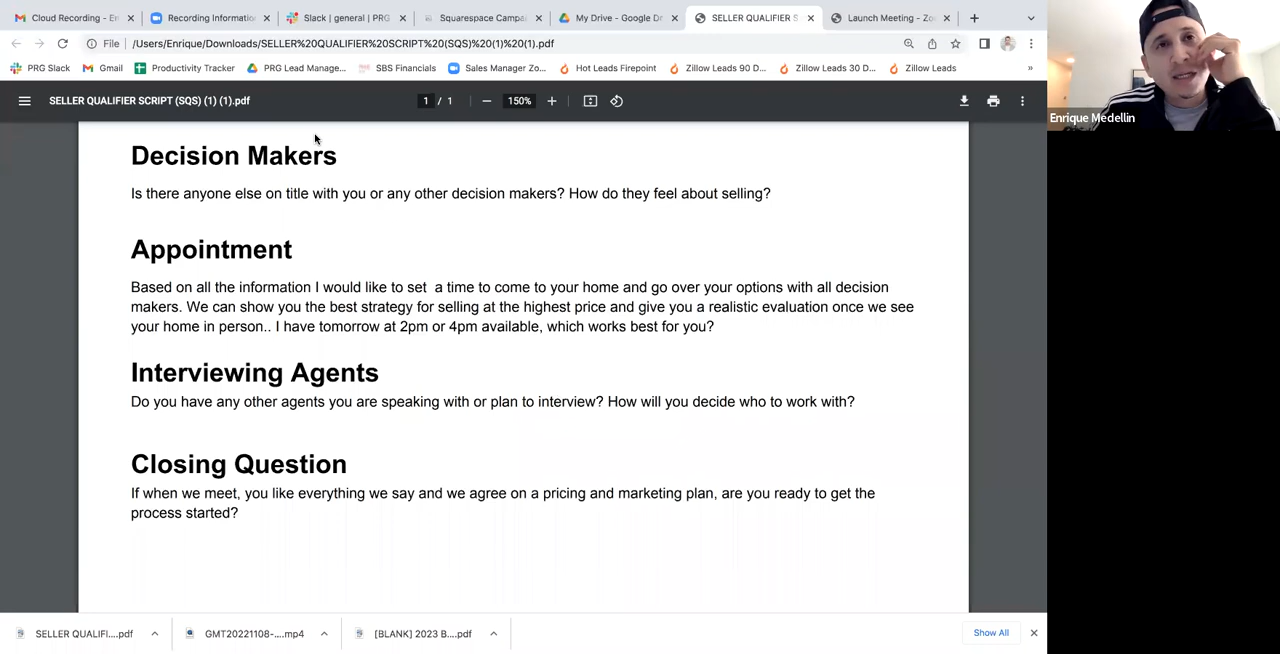 Cloud Recording - En
Recording Informatio
Slack | general | PRG
Squarespace Campa
My Drive - Google Dr
SELLER QUALIFIER S
Launch Meeting - Zo
File
/Users/Enrique/Downloads/SELLER%20QUALIFIER%20SCRIPT%20(SQS)%20(1)%20(1).pdf
PRG Slack
Gmail
Productivity Tracker
PRG Lead Manage...
SBS Financials
Sales Manager Zo...
Hot Leads Firepoint
Zillow Leads 90 D...
Zillow Leads 30 D...
Zillow Leads
»
SELLER QUALIFIER SCRIPT (SQS) (1) (1).pdf
1 / 1
150%
Enrique Medellin
Decision Makers
Is there anyone else on title with you or any other decision makers? How do they feel about selling?
Appointment
Based on all the information I would like to set  a time to come to your home and go over your options with all decision
makers. We can show you the best strategy for selling at the highest price and give you a realistic evaluation once we see
your home in person.. I have tomorrow at 2pm or 4pm available, which works best for you?
Interviewing Agents
Do you have any other agents you are speaking with or plan to interview? How will you decide who to work with?
Closing Question
If when we meet, you like everything we say and we agree on a pricing and marketing plan, are you ready to get the
process started?
SELLER QUALIFI....pdf
GMT20221108-....mp4
[BLANK] 2023 B....pdf
Show All